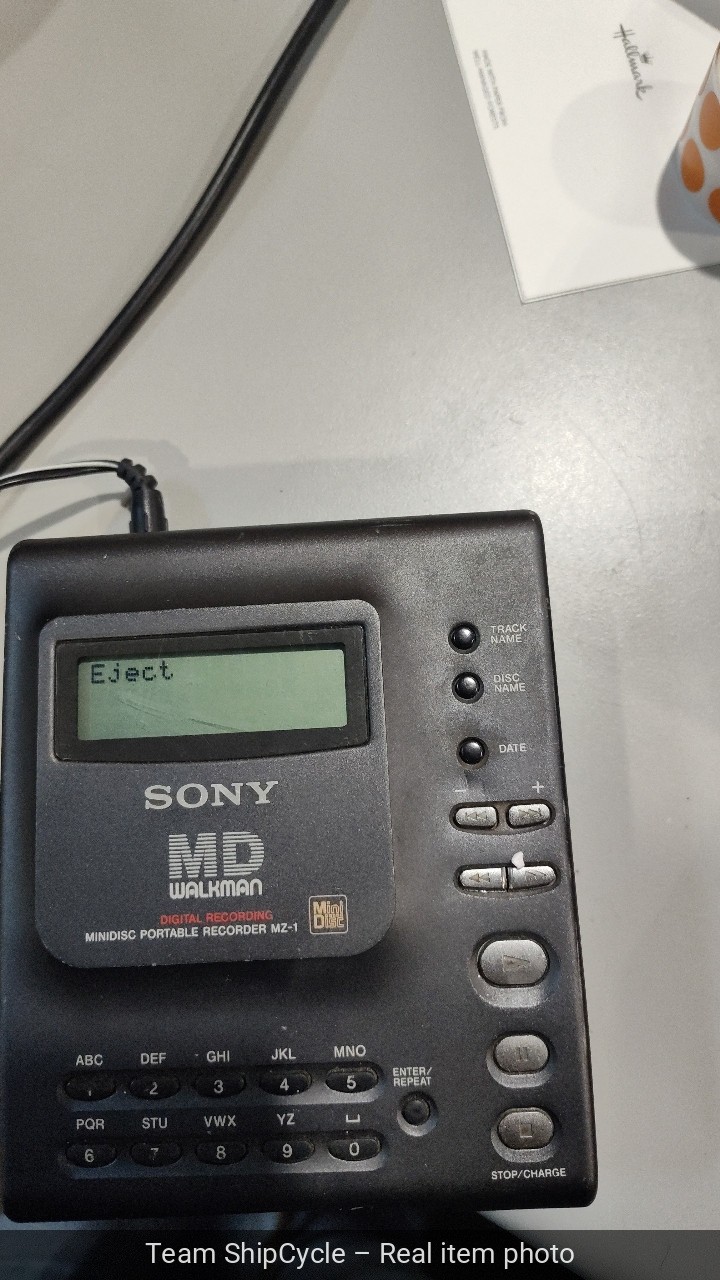 Hallmark
Eject
TRACK
NAME
DISC
NAME
DATE
– +
SONY
MD
WALKMAN
DIGITAL RECORDING
MINIDISC PORTABLE RECORDER MZ-1
Mini
Disc
ABC DEF GHI JKL MNO
1 2 3 4 5
ENTER/
REPEAT
PQR STU VWX YZ ⎵
6 7 8 9 0
STOP/CHARGE
Team ShipCycle – Real item photo